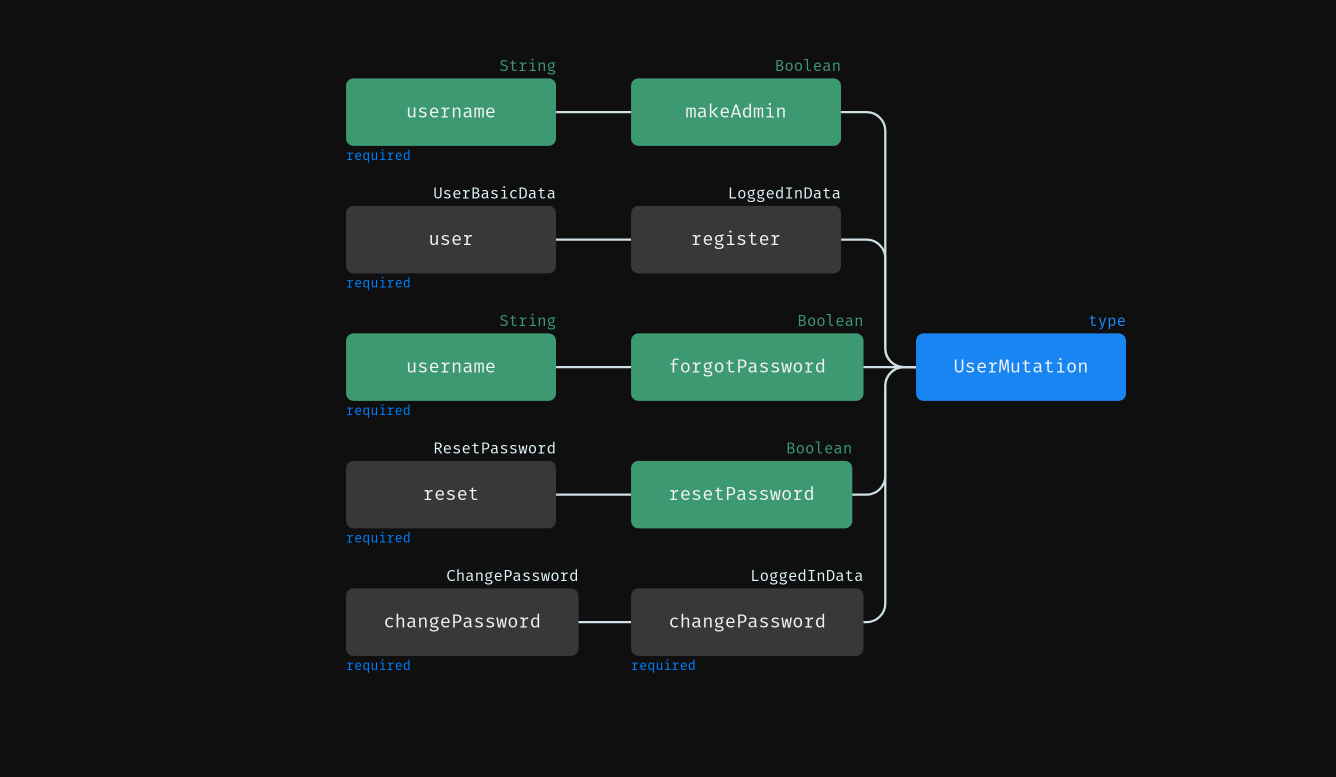 String Boolean
username makeAdmin
required
UserBasicData LoggedInData
user register
required
String Boolean type
username forgotPassword UserMutation
required
ResetPassword Boolean
reset resetPassword
required
ChangePassword LoggedInData
changePassword changePassword
required required